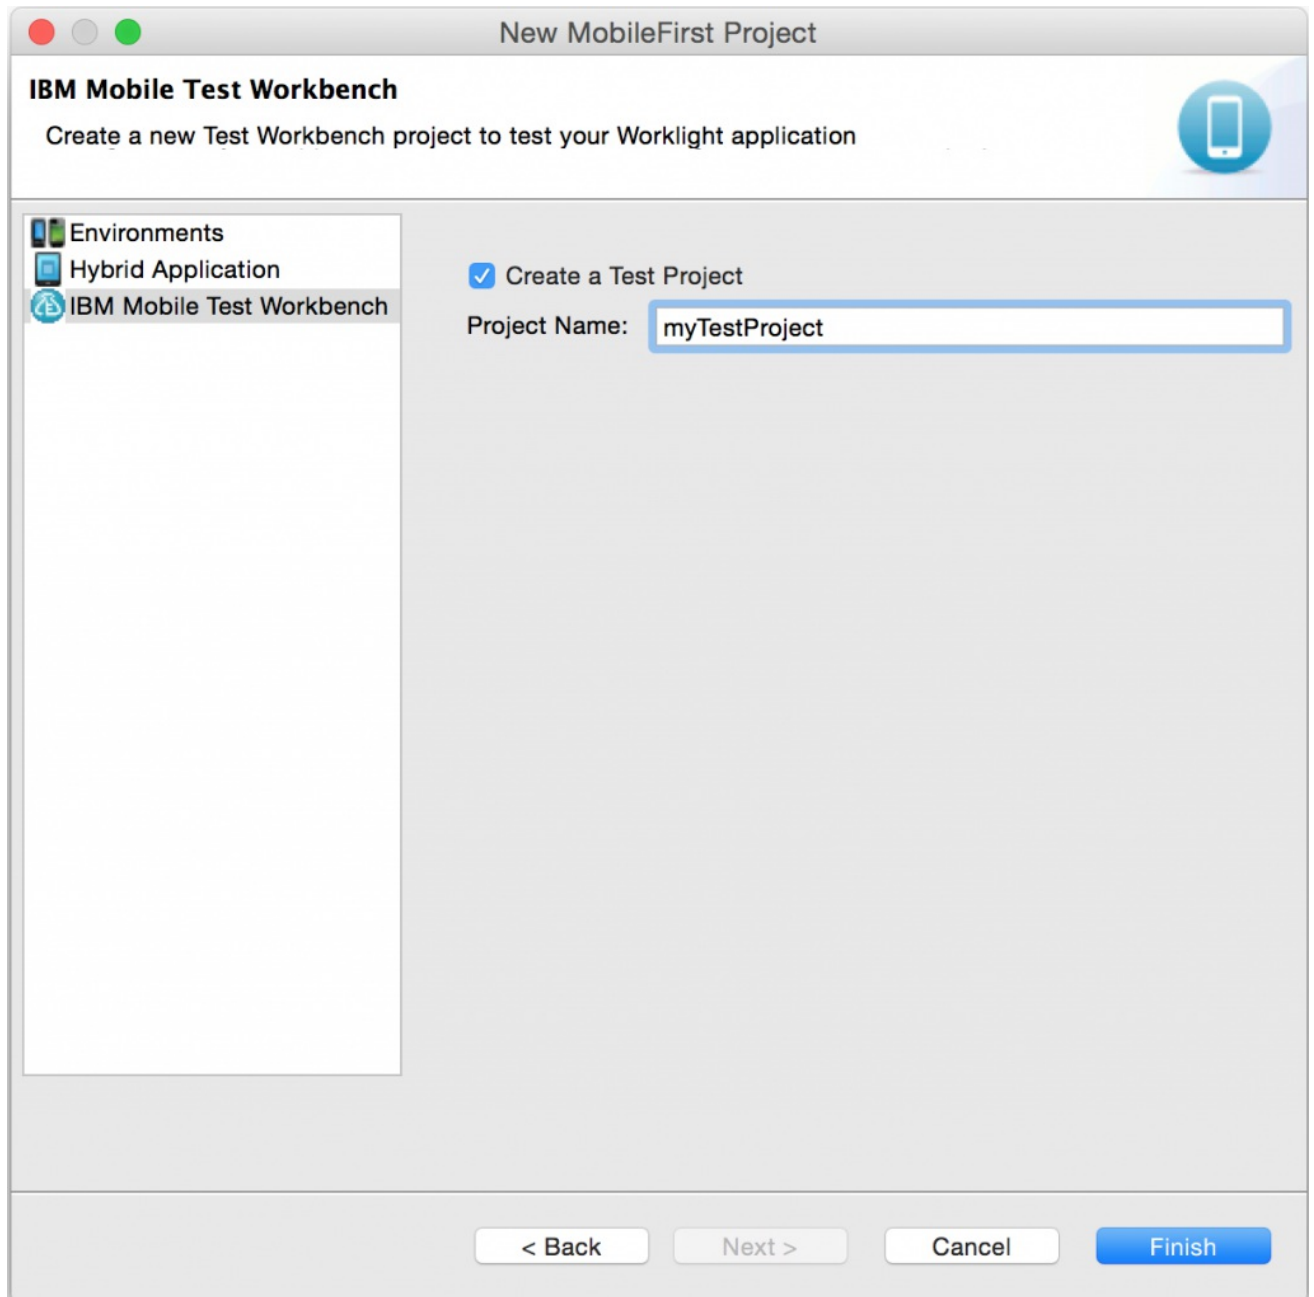 New MobileFirst Project
IBM Mobile Test Workbench
Create a new Test Workbench project to test your Worklight application
Environments
Hybrid Application
IBM Mobile Test Workbench
Create a Test Project
Project Name: myTestProject
< Back Next > Cancel Finish